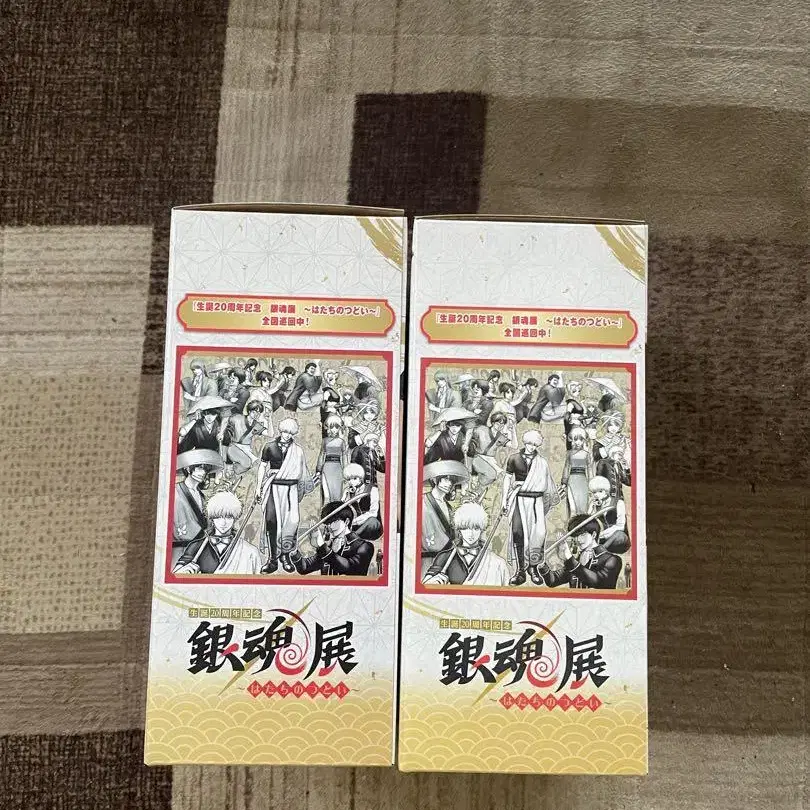 『生誕20周年記念 銀魂展 ～はたちのつどい～』
全国巡回中！
生誕20周年記念
銀魂展
～はたちのつどい～
『生誕20周年記念 銀魂展 ～はたちのつどい～』
全国巡回中！
生誕20周年記念
銀魂展
～はたちのつどい～